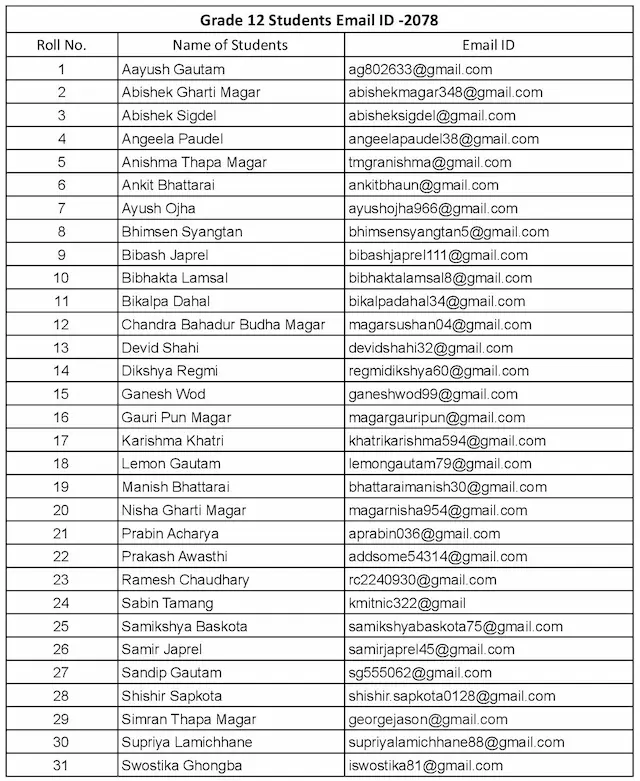 Grade 12 Students Email ID -2078
Roll No. Name of Students Email ID
1 Aayush Gautam ag802633@gmail.com
2 Abishek Gharti Magar abishekmagar348@gmail.com
3 Abishek Sigdel abisheksigdel@gmail.com
4 Angeela Paudel angeelapaudel38@gmail.com
5 Anishma Thapa Magar tmgranishma@gmail.com
6 Ankit Bhattarai ankitbhaun@gmail.com
7 Ayush Ojha ayushojha966@gmail.com
8 Bhimsen Syangtan bhimsensyangtan5@gmail.com
9 Bibash Japrel bibashjaprel111@gmail.com
10 Bibhakta Lamsal bibhaktalamsal8@gmail.com
11 Bikalpa Dahal bikalpadahal34@gmail.com
12 Chandra Bahadur Budha Magar magarsushan04@gmail.com
13 Devid Shahi devidshahi32@gmail.com
14 Dikshya Regmi regmidikshya60@gmail.com
15 Ganesh Wod ganeshwod99@gmail.com
16 Gauri Pun Magar magargauripun@gmail.com
17 Karishma Khatri khatrikarishma594@gmail.com
18 Lemon Gautam lemongautam79@gmail.com
19 Manish Bhattarai bhattaraimanish30@gmail.com
20 Nisha Gharti Magar magarnisha954@gmail.com
21 Prabin Acharya aprabin036@gmail.com
22 Prakash Awasthi addsome54314@gmail.com
23 Ramesh Chaudhary rc2240930@gmail.com
24 Sabin Tamang kmitnic322@gmail
25 Samikshya Baskota samikshyabaskota75@gmail.com
26 Samir Japrel samirjaprel45@gmail.com
27 Sandip Gautam sg555062@gmail.com
28 Shishir Sapkota shishir.sapkota0128@gmail.com
29 Simran Thapa Magar georgejason@gmail.com
30 Supriya Lamichhane supriyalamichhane88@gmail.com
31 Swostika Ghongba iswostika81@gmail.com